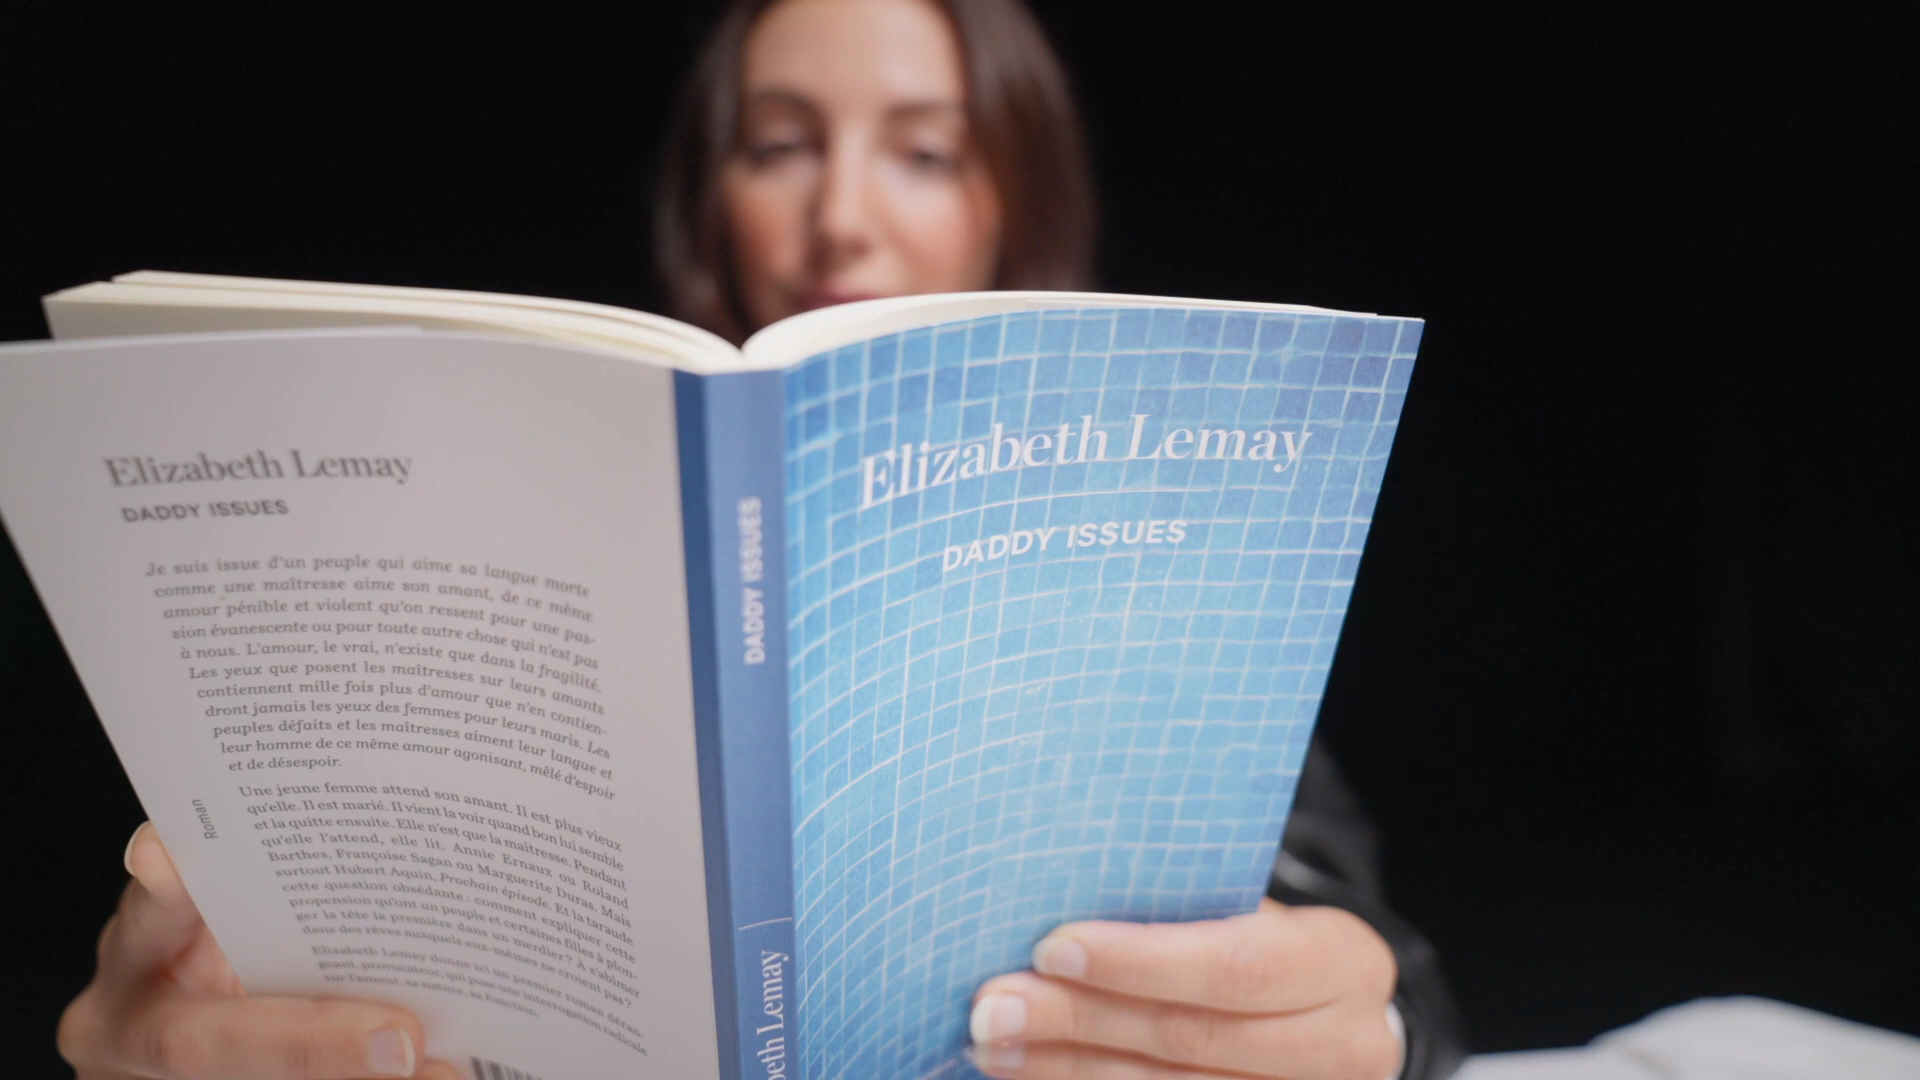 Elizabeth Lemay
DADDY ISSUES
Je suis issue d'un peuple qui aime sa langue morte
comme une maîtresse aime son amant, de ce même
amour pénible et violent qu'on ressent pour une pas-
sion évanescente ou pour toute autre chose qui n'est pas
à nous. L'amour, le vrai, n'existe que dans la fragilité.
Les yeux que posent les maîtresses sur leurs amants
contiennent mille fois plus d'amour que n'en contien-
dront jamais les yeux des femmes pour leurs maris. Les
peuples défaits et les maîtresses aiment leur langue et
leur homme de ce même amour agonisant, mêlé d'espoir
et de désespoir.
Une jeune femme attend son amant. Il est plus vieux
qu'elle. Il est marié. Il vient la voir quand bon lui semble
et la quitte ensuite. Elle n'est que la maîtresse. Pendant
qu'elle l'attend, elle lit. Annie Ernaux ou Roland
Barthes, Françoise Sagan ou Marguerite Duras. Mais
surtout Hubert Aquin, Prochain épisode. Et la taraude
cette question obsédante : comment expliquer cette
propension qu'ont un peuple et certaines filles à plon-
ger la tête la première dans un merdier ? À s'abîmer
dans des rêves auxquels eux-mêmes ne croient pas ?
Elizabeth Lemay donne ici un premier roman déran-
geant, provocateur, qui pose une interrogation radicale
sur l'amour, sa nature, sa fonction.
Roman
DADDY ISSUES
beth Lemay
Elizabeth Lemay
DADDY ISSUES